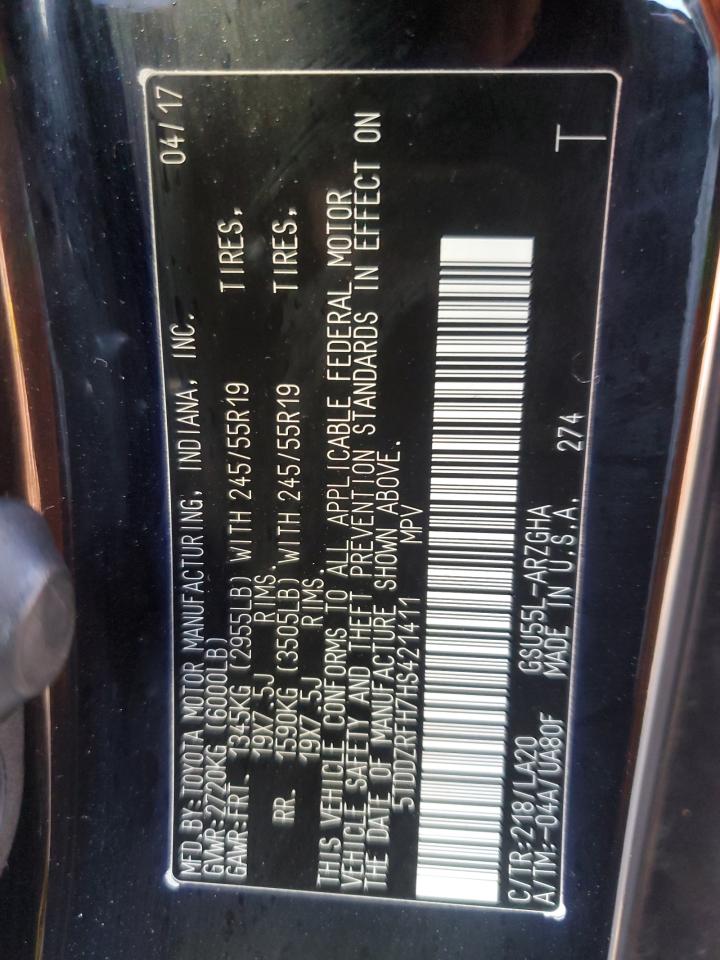 MFD.BY:TOYOTA MOTOR MANUFACTURING, INDIANA, INC. 04/17
GVWR:2720KG (6000LB)
GAWR:FRT. 1345KG (2955LB) WITH 245/55R19 TIRES,
19X7.5J RIMS.
RR. 1590KG (3505LB) WITH 245/55R19 TIRES,
19X7.5J RIMS.
THIS VEHICLE CONFORMS TO ALL APPLICABLE FEDERAL MOTOR
VEHICLE SAFETY AND THEFT PREVENTION STANDARDS IN EFFECT ON
THE DATE OF MANUFACTURE SHOWN ABOVE.
5TDDZRFH7HS421411 MPV
C/TR:218/LA20 GSU55L-ARZGHA
A/TM:-04A/UA80F MADE IN U.S.A. 274 T